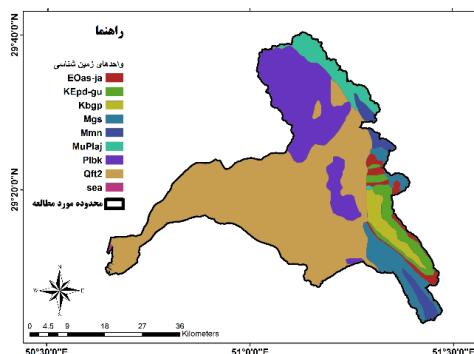 29°40'0"N
راهنما
واحدهای زمین شناسی
EOas-ja
KEpd-gu
Kbgp
Mgs
Mmn
MuPlaj
Plbk
Qft2
sea
محدوده مورد مطالعه
29°20'0"N
N
W E
S
0 4.5 9 18 27 36
Kilometers
50°30'0"E 51°0'0"E 51°30'0"E